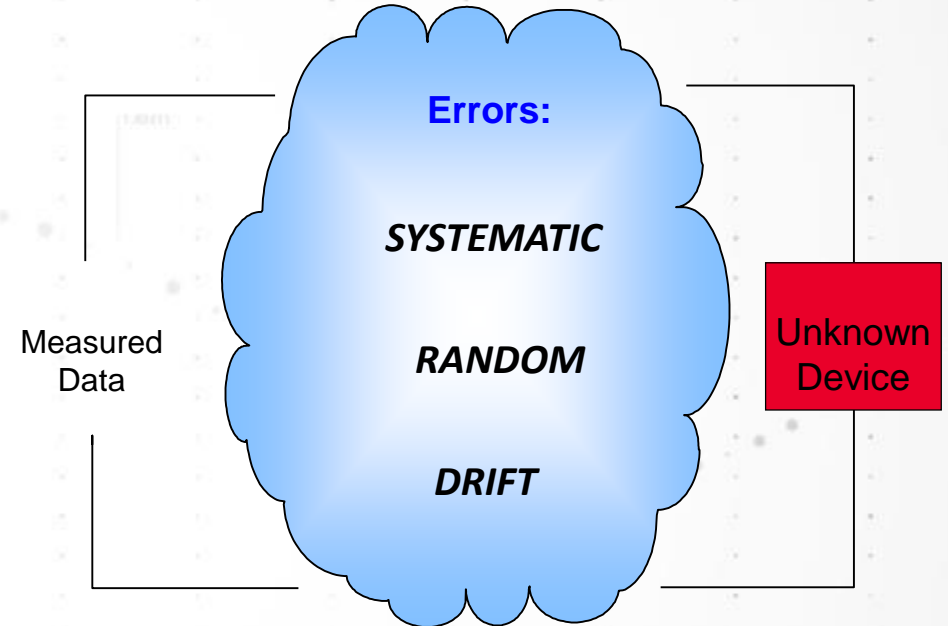 Errors:
SYSTEMATIC
Measured
Data
RANDOM
Unknown
Device
DRIFT